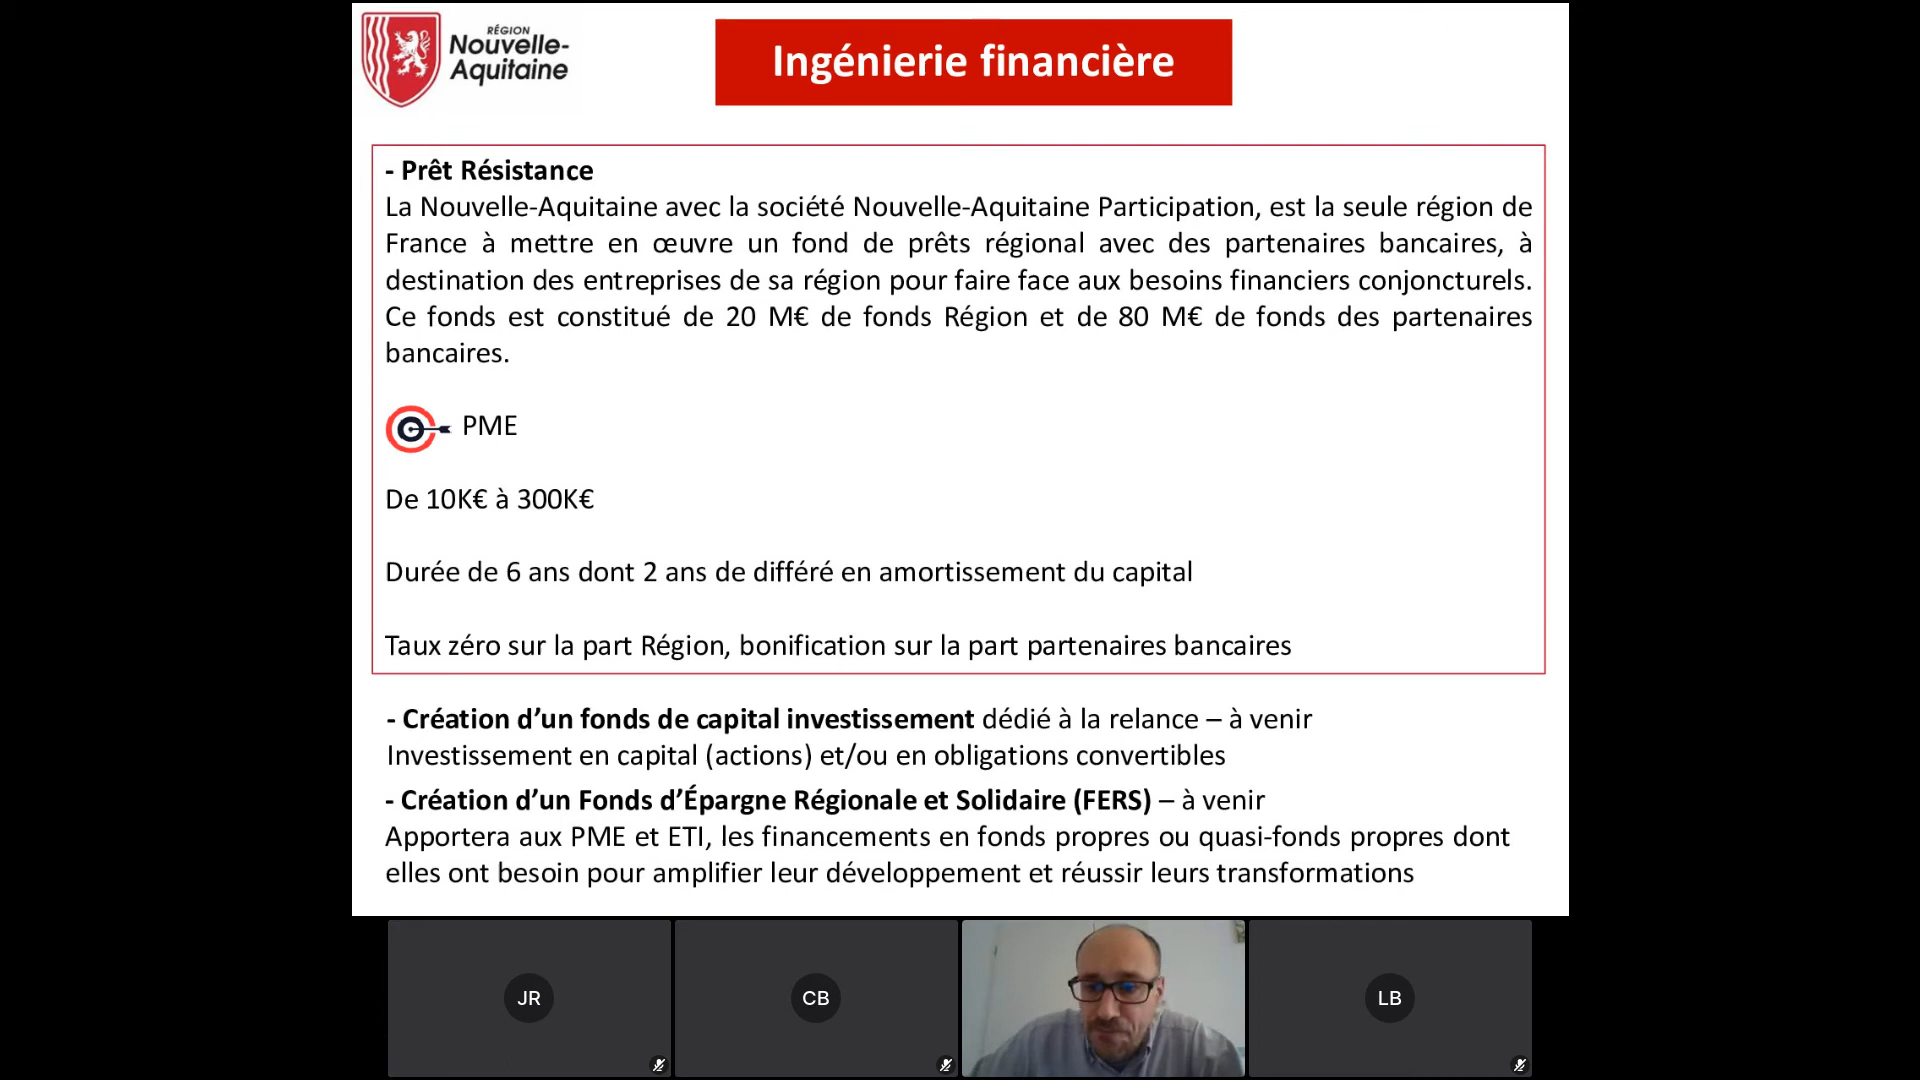 RÉGION
Nouvelle-
Aquitaine
Ingénierie financière
- Prêt Résistance
La Nouvelle-Aquitaine avec la société Nouvelle-Aquitaine Participation, est la seule région de
France à mettre en œuvre un fond de prêts régional avec des partenaires bancaires, à
destination des entreprises de sa région pour faire face aux besoins financiers conjoncturels.
Ce fonds est constitué de 20 M€ de fonds Région et de 80 M€ de fonds des partenaires
bancaires.
PME
De 10K€ à 300K€
Durée de 6 ans dont 2 ans de différé en amortissement du capital
Taux zéro sur la part Région, bonification sur la part partenaires bancaires
- Création d’un fonds de capital investissement dédié à la relance – à venir
Investissement en capital (actions) et/ou en obligations convertibles
- Création d’un Fonds d’Épargne Régionale et Solidaire (FERS) – à venir
Apportera aux PME et ETI, les financements en fonds propres ou quasi-fonds propres dont
elles ont besoin pour amplifier leur développement et réussir leurs transformations
JR
CB
LB